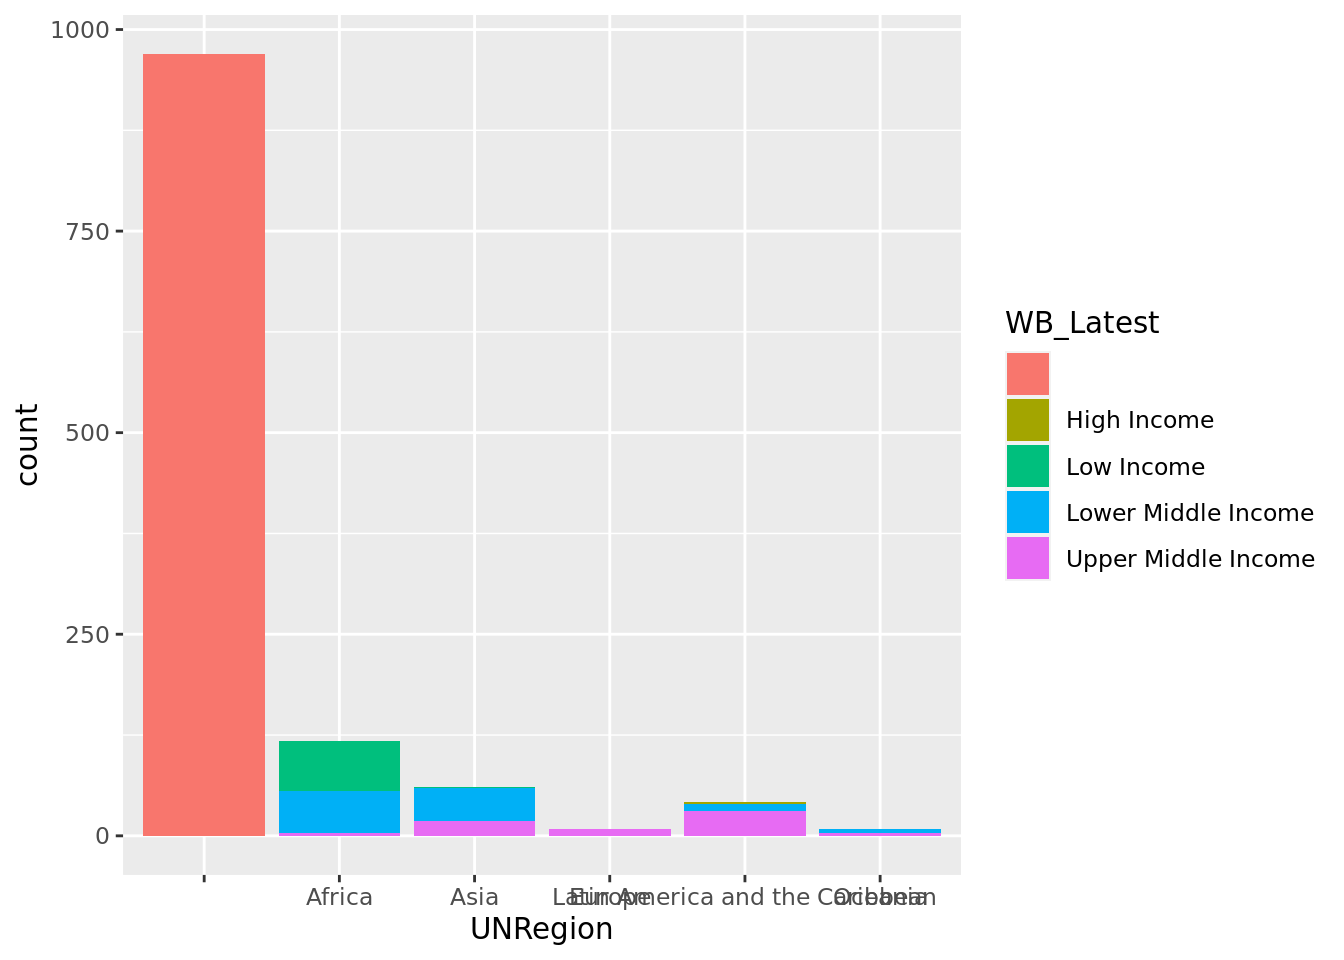 1000
750
500
250
0
count
Africa
Asia
Europe
Latin America and the Caribbean
Oceania
UNRegion
WB_Latest
High Income
Low Income
Lower Middle Income
Upper Middle Income